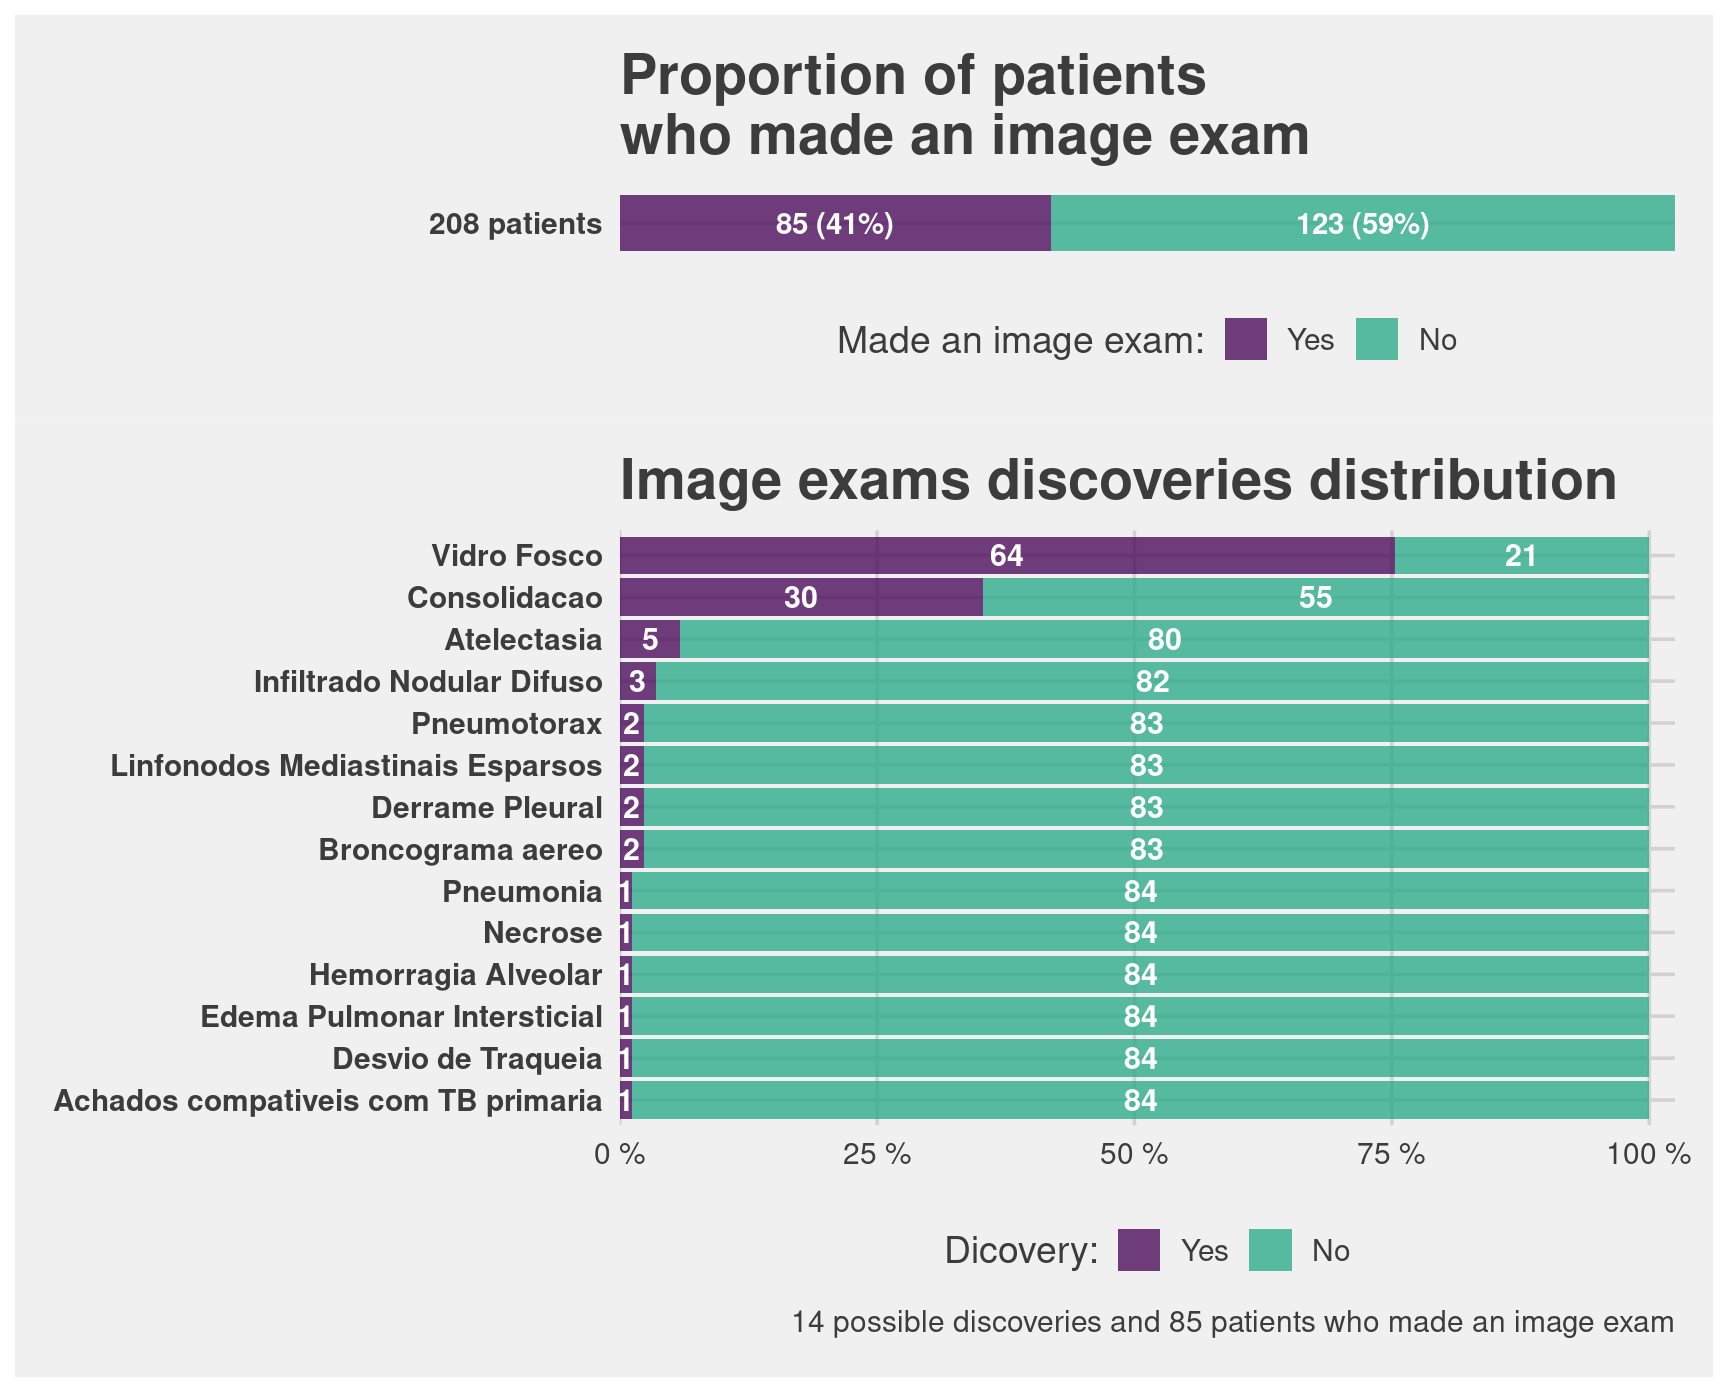 Proportion of patients
who made an image exam
208 patients 85 (41%) 123 (59%)
Made an image exam: Yes No
Image exams discoveries distribution
Vidro Fosco 64 21
Consolidacao 30 55
Atelectasia 5 80
Infiltrado Nodular Difuso 3 82
Pneumotorax 2 83
Linfonodos Mediastinais Esparsos 2 83
Derrame Pleural 2 83
Broncograma aereo 2 83
Pneumonia 1 84
Necrose 1 84
Hemorragia Alveolar 1 84
Edema Pulmonar Intersticial 1 84
Desvio de Traqueia 1 84
Achados compativeis com TB primaria 1 84
0 % 25 % 50 % 75 % 100 %
Dicovery: Yes No
14 possible discoveries and 85 patients who made an image exam